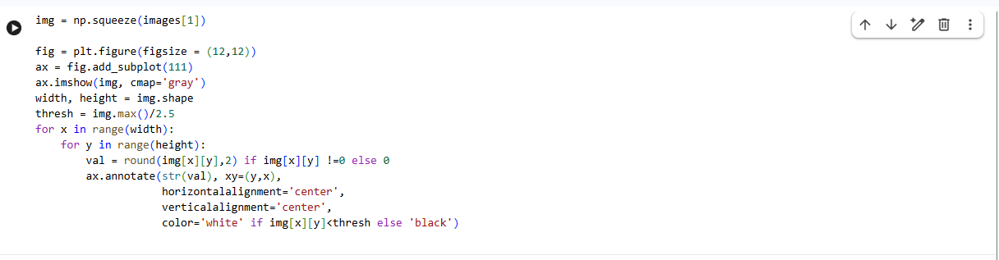 img = np.squeeze(images[1])
fig = plt.figure(figsize = (12,12))
ax = fig.add_subplot(111)
ax.imshow(img, cmap='gray')
width, height = img.shape
thresh = img.max()/2.5
for x in range(width):
    for y in range(height):
        val = round(img[x][y],2) if img[x][y] !=0 else 0
        ax.annotate(str(val), xy=(y,x),
                    horizontalalignment='center',
                    verticalalignment='center',
                    color='white' if img[x][y]<thresh else 'black')